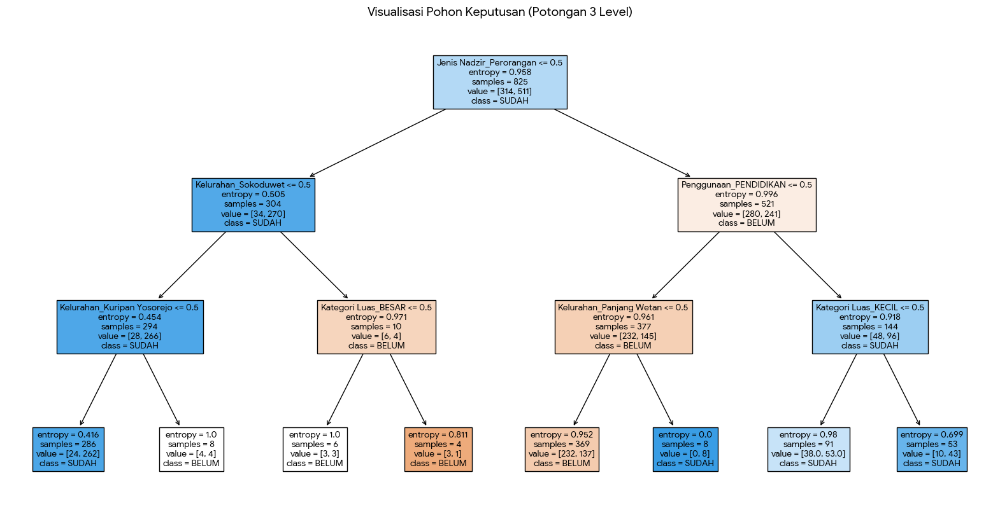 Visualisasi Pohon Keputusan (Potongan 3 Level)
Jenis Nadzir_Perorangan <= 0.5
entropy = 0.958
samples = 825
value = [314, 511]
class = SUDAH
Kelurahan_Sokoduwet <= 0.5
entropy = 0.505
samples = 304
value = [34, 270]
class = SUDAH
Penggunaan_PENDIDIKAN <= 0.5
entropy = 0.996
samples = 521
value = [280, 241]
class = BELUM
Kelurahan_Kuripan Yosorejo <= 0.5
entropy = 0.454
samples = 294
value = [28, 266]
class = SUDAH
Kategori Luas_BESAR <= 0.5
entropy = 0.971
samples = 10
value = [6, 4]
class = BELUM
Kelurahan_Panjang Wetan <= 0.5
entropy = 0.961
samples = 377
value = [232, 145]
class = BELUM
Kategori Luas_KECIL <= 0.5
entropy = 0.918
samples = 144
value = [48, 96]
class = SUDAH
entropy = 0.416
samples = 286
value = [24, 262]
class = SUDAH
entropy = 1.0
samples = 8
value = [4, 4]
class = BELUM
entropy = 1.0
samples = 6
value = [3, 3]
class = BELUM
entropy = 0.811
samples = 4
value = [3, 1]
class = BELUM
entropy = 0.952
samples = 369
value = [232, 137]
class = BELUM
entropy = 0.0
samples = 8
value = [0, 8]
class = SUDAH
entropy = 0.98
samples = 91
value = [38.0, 53.0]
class = SUDAH
entropy = 0.699
samples = 53
value = [10, 43]
class = SUDAH